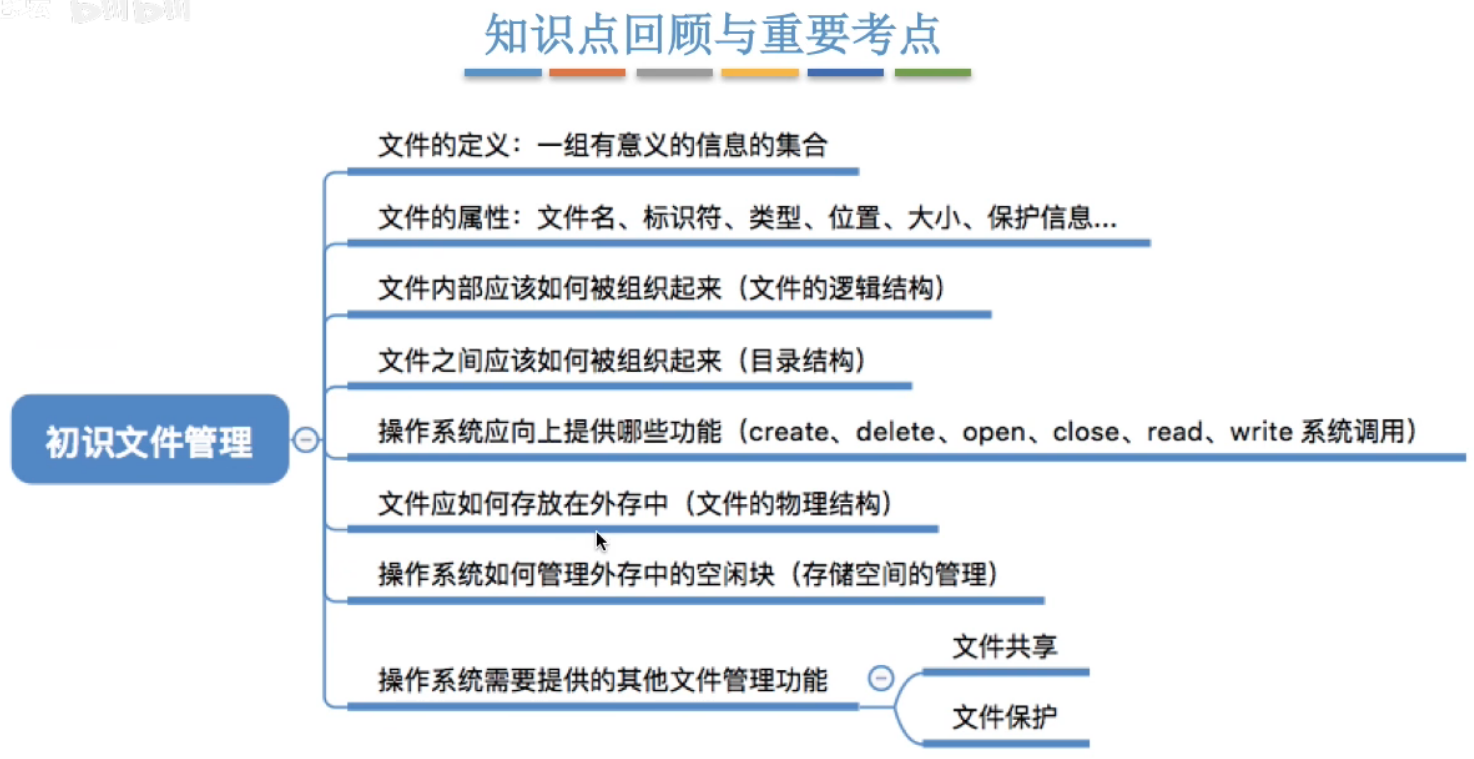 知识点回顾与重要考点
文件的定义：一组有意义的信息的集合
文件的属性：文件名、标识符、类型、位置、大小、保护信息...
文件内部应该如何被组织起来（文件的逻辑结构）
文件之间应该如何被组织起来（目录结构）
初识文件管理
操作系统应向上提供哪些功能（create、delete、open、close、read、write 系统调用）
文件应如何存放在外存中（文件的物理结构）
操作系统如何管理外存中的空闲块（存储空间的管理）
操作系统需要提供的其他文件管理功能
文件共享
文件保护